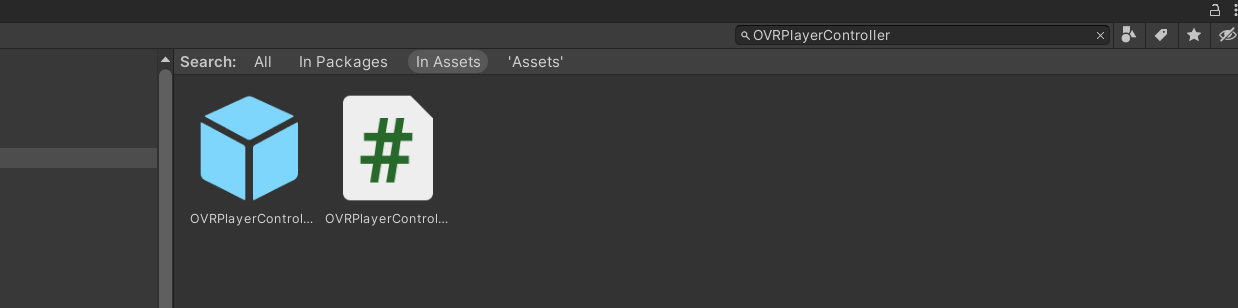 OVRPlayerController
Search: All In Packages In Assets 'Assets'
OVRPlayerControl... OVRPlayerControl...